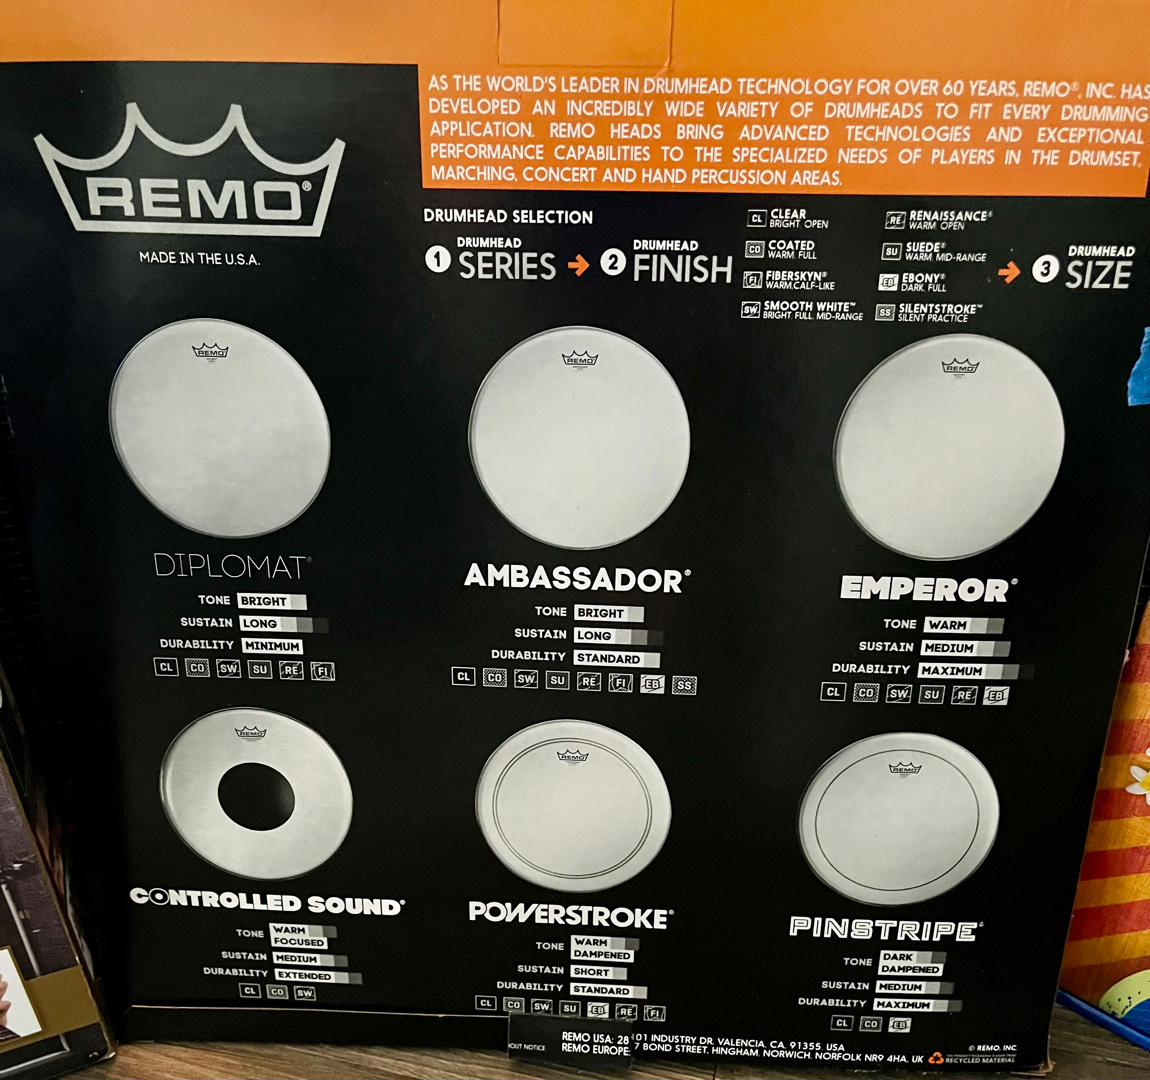 AS THE WORLD'S LEADER IN DRUMHEAD TECHNOLOGY FOR OVER 60 YEARS, REMO®, INC. HAS
DEVELOPED AN INCREDIBLY WIDE VARIETY OF DRUMHEADS TO FIT EVERY DRUMMING
APPLICATION. REMO HEADS BRING ADVANCED TECHNOLOGIES AND EXCEPTIONAL
PERFORMANCE CAPABILITIES TO THE SPECIALIZED NEEDS OF PLAYERS IN THE DRUMSET,
MARCHING, CONCERT AND HAND PERCUSSION AREAS.
REMO®
MADE IN THE U.S.A.
DRUMHEAD SELECTION
1 DRUMHEAD
SERIES
2 DRUMHEAD
FINISH
CL CLEAR
BRIGHT, OPEN
CO COATED
WARM, FULL
FI FIBERSKYN®
WARM, CALF-LIKE
SW SMOOTH WHITE™
BRIGHT, FULL, MID-RANGE
RE RENAISSANCE®
WARM, OPEN
SU SUEDE®
WARM, MID-RANGE
EB EBONY®
DARK, FULL
SS SILENTSTROKE™
SILENT PRACTICE
3 DRUMHEAD
SIZE
REMO
REMO
REMO
DIPLOMAT®
TONE BRIGHT
SUSTAIN LONG
DURABILITY MINIMUM
CL CO SW SU RE FI
AMBASSADOR®
TONE BRIGHT
SUSTAIN LONG
DURABILITY STANDARD
CL CO SW SU RE FI EB SS
EMPEROR®
TONE WARM
SUSTAIN MEDIUM
DURABILITY MAXIMUM
CL CO SW SU RE EB
REMO
REMO
REMO
CONTROLLED SOUND®
TONE WARM
FOCUSED
SUSTAIN MEDIUM
DURABILITY EXTENDED
CL CO SW
POWERSTROKE®
TONE WARM
DAMPENED
SUSTAIN SHORT
DURABILITY STANDARD
CL CO SW SU EB RE FI
PINSTRIPE®
TONE DARK
DAMPENED
SUSTAIN MEDIUM
DURABILITY MAXIMUM
CL CO EB
OUT NOTICE
REMO USA: 28101 INDUSTRY DR. VALENCIA, CA. 91355. USA
REMO EUROPE: 7 BOND STREET, HINGHAM, NORWICH, NORFOLK NR9 4HA, UK
© REMO, INC.
RECYCLED MATERIAL